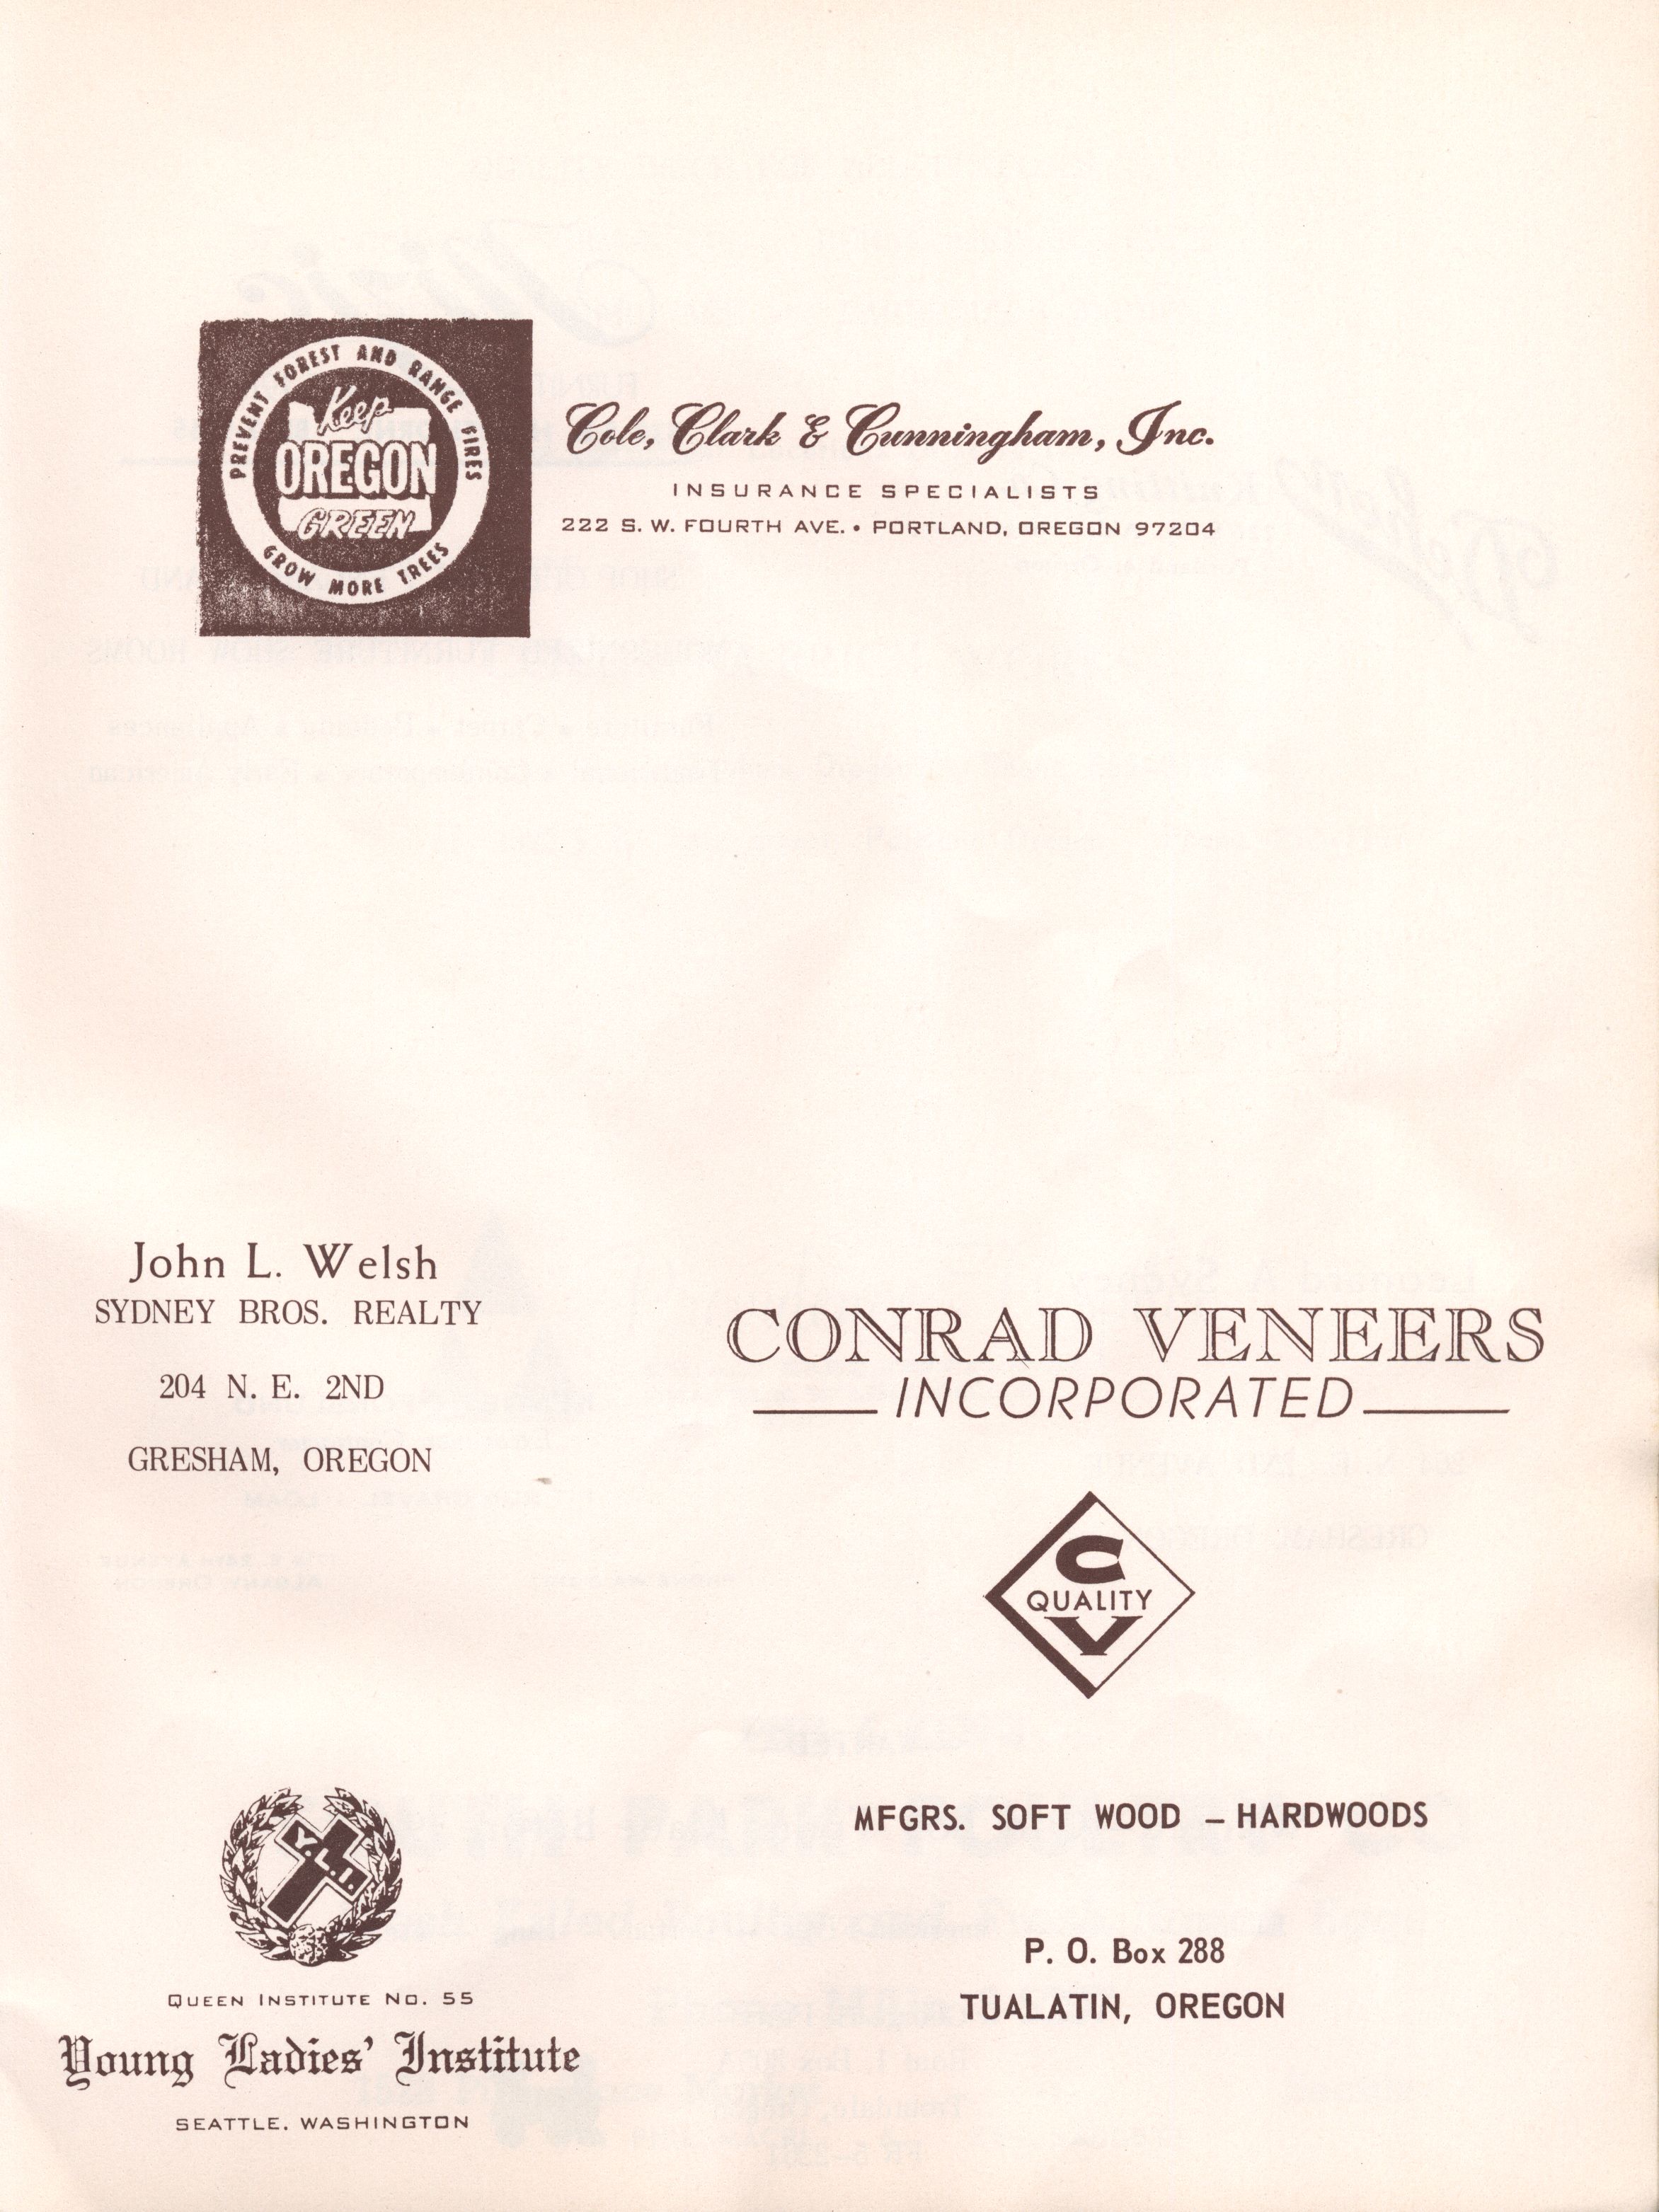 PREVENT FOREST AND RANGE FIRES
Keep
OREGON
GREEN
GROW MORE TREES
Cole, Clark & Cunningham, Inc.
INSURANCE SPECIALISTS
222 S. W. FOURTH AVE. • PORTLAND, OREGON 97204
John L. Welsh
SYDNEY BROS. REALTY
204 N. E. 2ND
GRESHAM, OREGON
CONRAD VENEERS
INCORPORATED
C
QUALITY
V
MFGRS. SOFT WOOD – HARDWOODS
P. O. Box 288
TUALATIN, OREGON
Y.L.I.
QUEEN INSTITUTE NO. 55
Young Ladies' Institute
SEATTLE, WASHINGTON